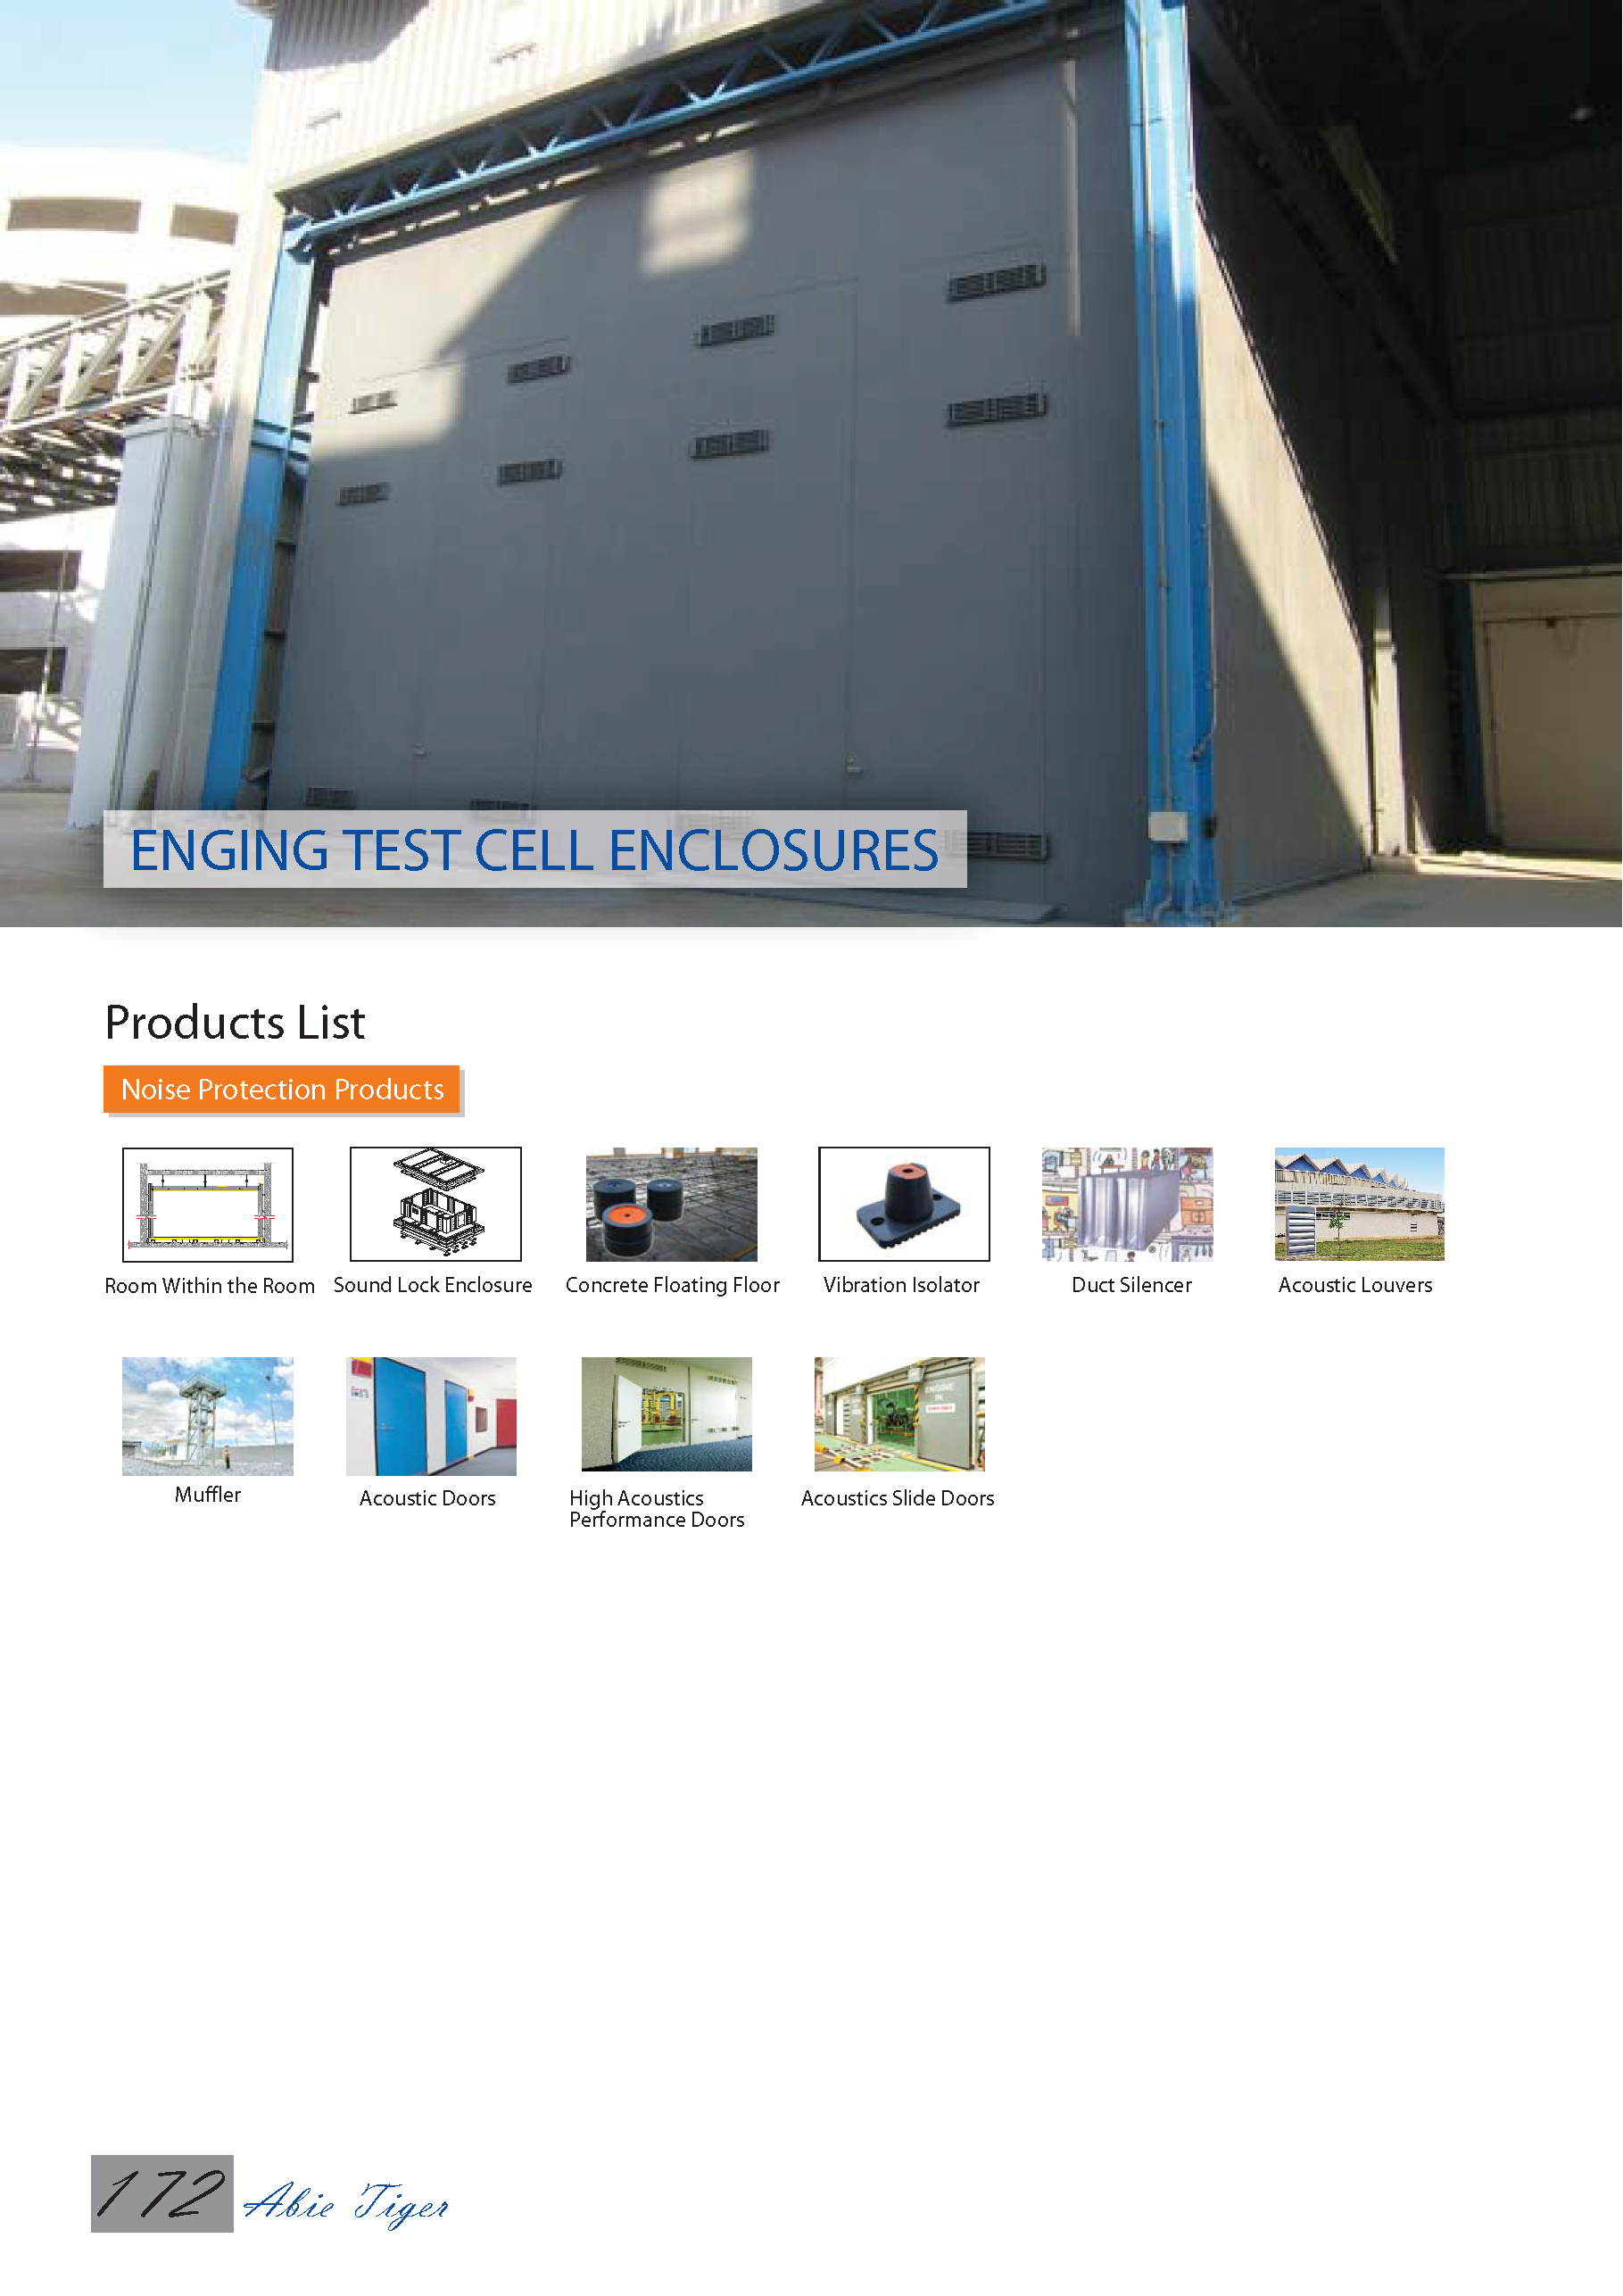 ENGING TEST CELL ENCLOSURES
Products List
Noise Protection Products
Room Within the Room
Sound Lock Enclosure
Concrete Floating Floor
Vibration Isolator
Duct Silencer
Acoustic Louvers
ENGINE
IN
Muffler
Acoustic Doors
High Acoustics
Performance Doors
Acoustics Slide Doors
172 Abie Tiger